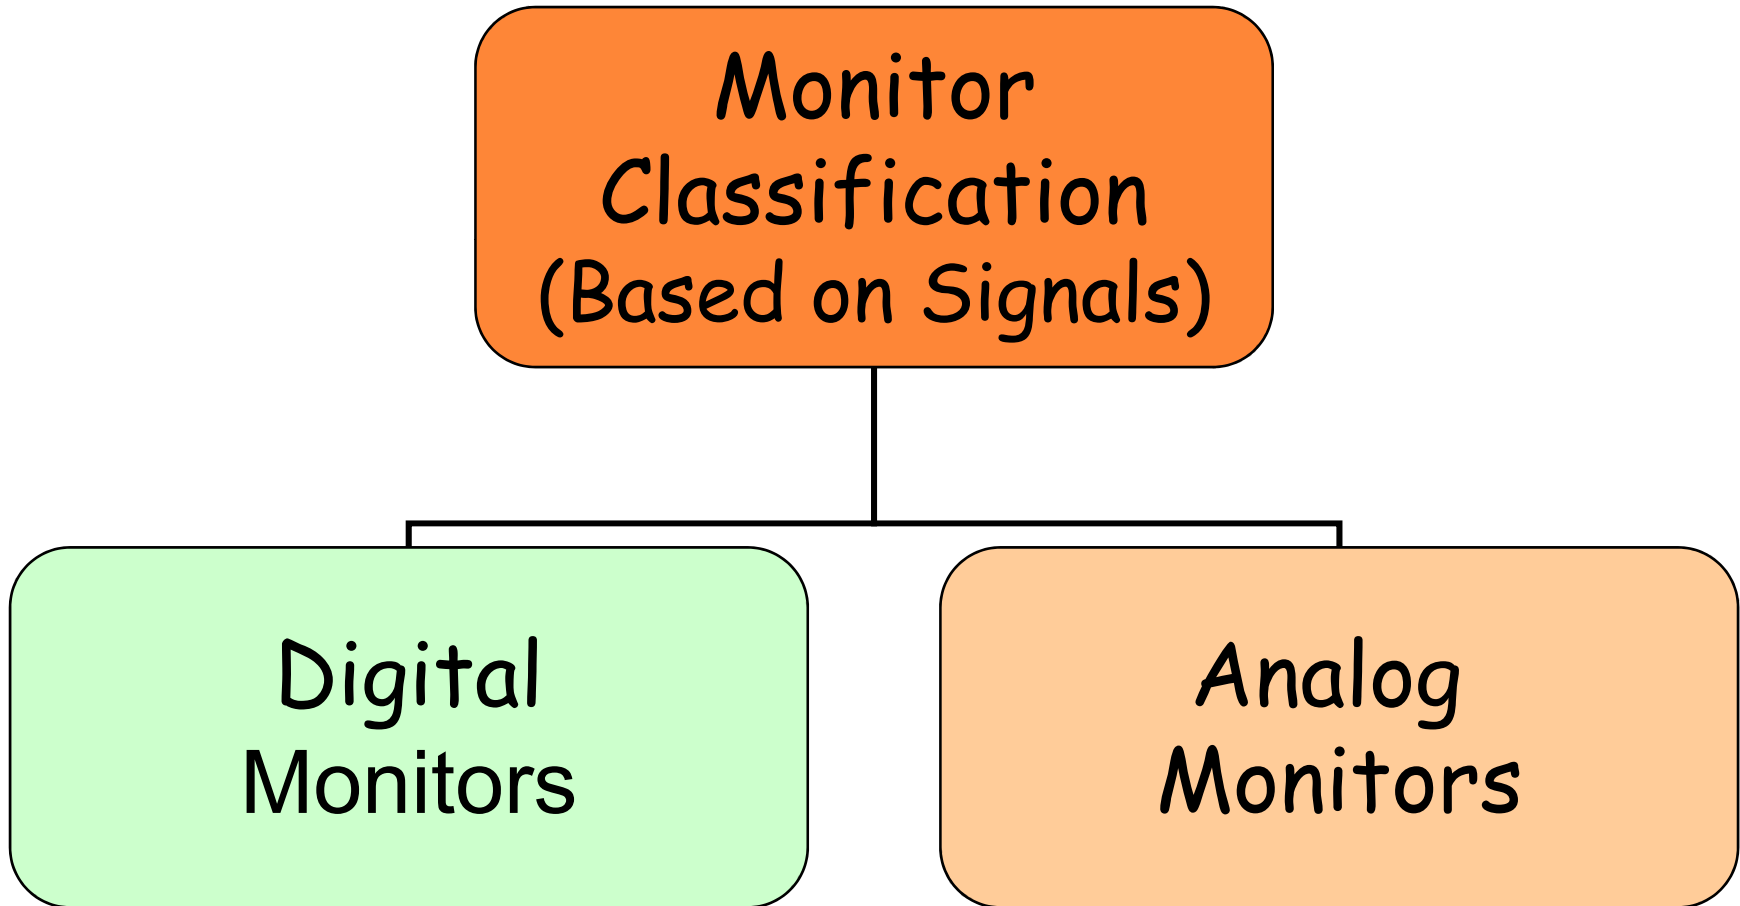 Monitor
Classification
(Based on Signals)
Digital
Monitors
Analog
Monitors